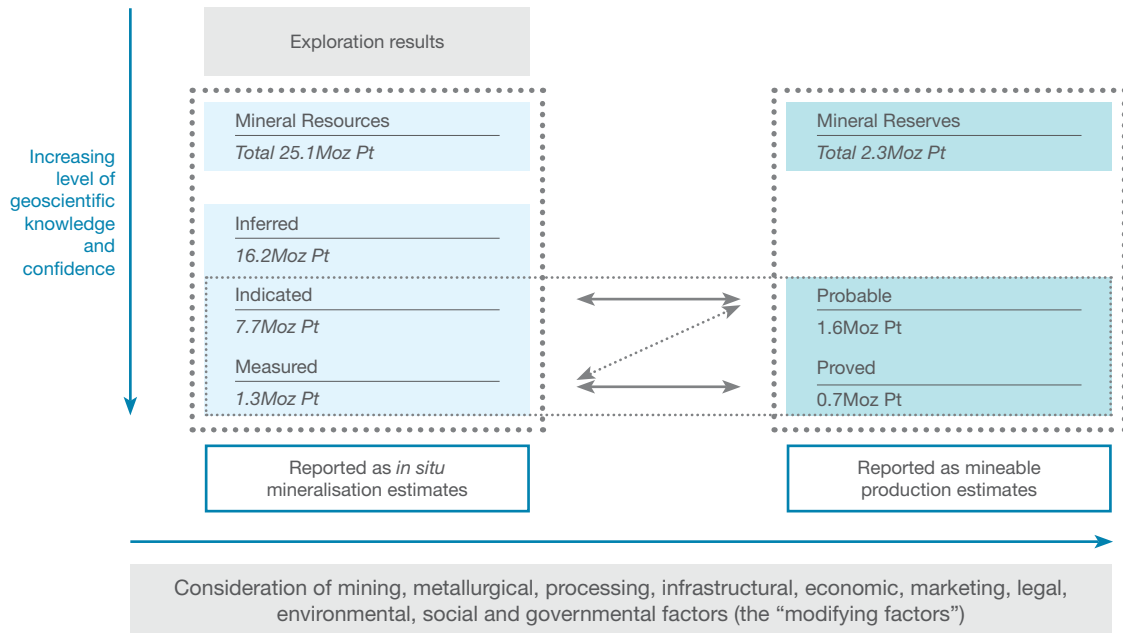 Exploration results
Mineral Resources
Total 25.1Moz Pt
Mineral Reserves
Total 2.3Moz Pt
Increasing
level of
geoscientific
knowledge
and
confidence
Inferred
16.2Moz Pt
Indicated
7.7Moz Pt
Measured
1.3Moz Pt
Probable
1.6Moz Pt
Proved
0.7Moz Pt
Reported as in situ
mineralisation estimates
Reported as mineable
production estimates
Consideration of mining, metallurgical, processing, infrastructural, economic, marketing, legal,
environmental, social and governmental factors (the “modifying factors”)